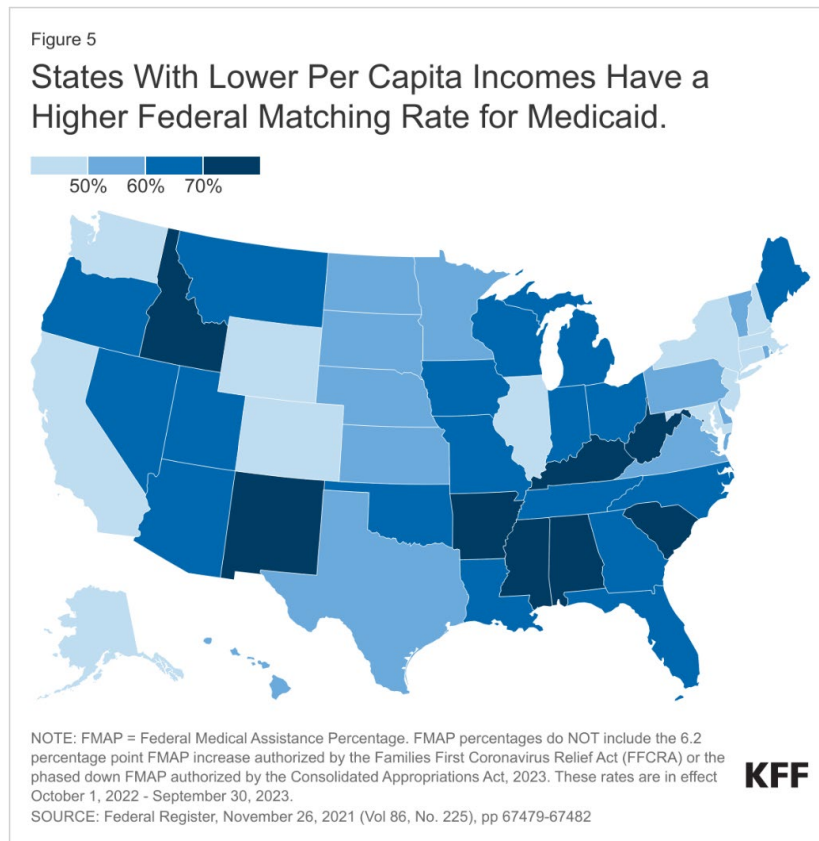 Figure 5
States With Lower Per Capita Incomes Have a
Higher Federal Matching Rate for Medicaid.
50% 60% 70%
NOTE: FMAP = Federal Medical Assistance Percentage. FMAP percentages do NOT include the 6.2
percentage point FMAP increase authorized by the Families First Coronavirus Relief Act (FFCRA) or the
phased down FMAP authorized by the Consolidated Appropriations Act, 2023. These rates are in effect
October 1, 2022 - September 30, 2023.
SOURCE: Federal Register, November 26, 2021 (Vol 86, No. 225), pp 67479-67482
KFF